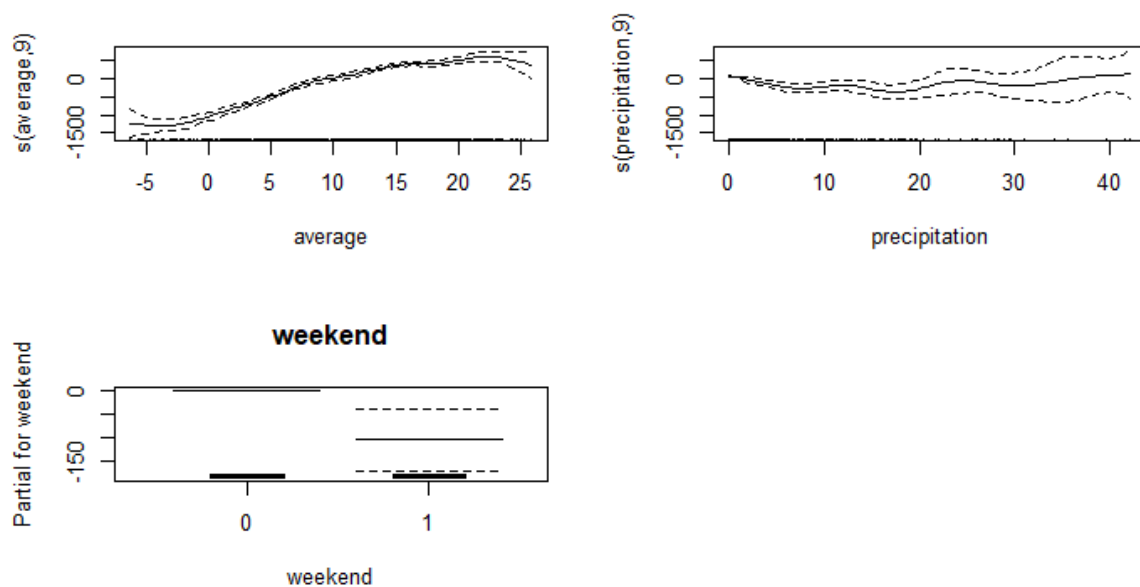 s(average,9)
0
-1500
-5 0 5 10 15 20 25
average
s(precipitation,9)
0
-1500
0 10 20 30 40
precipitation
weekend
Partial for weekend
0
-150
0 1
weekend